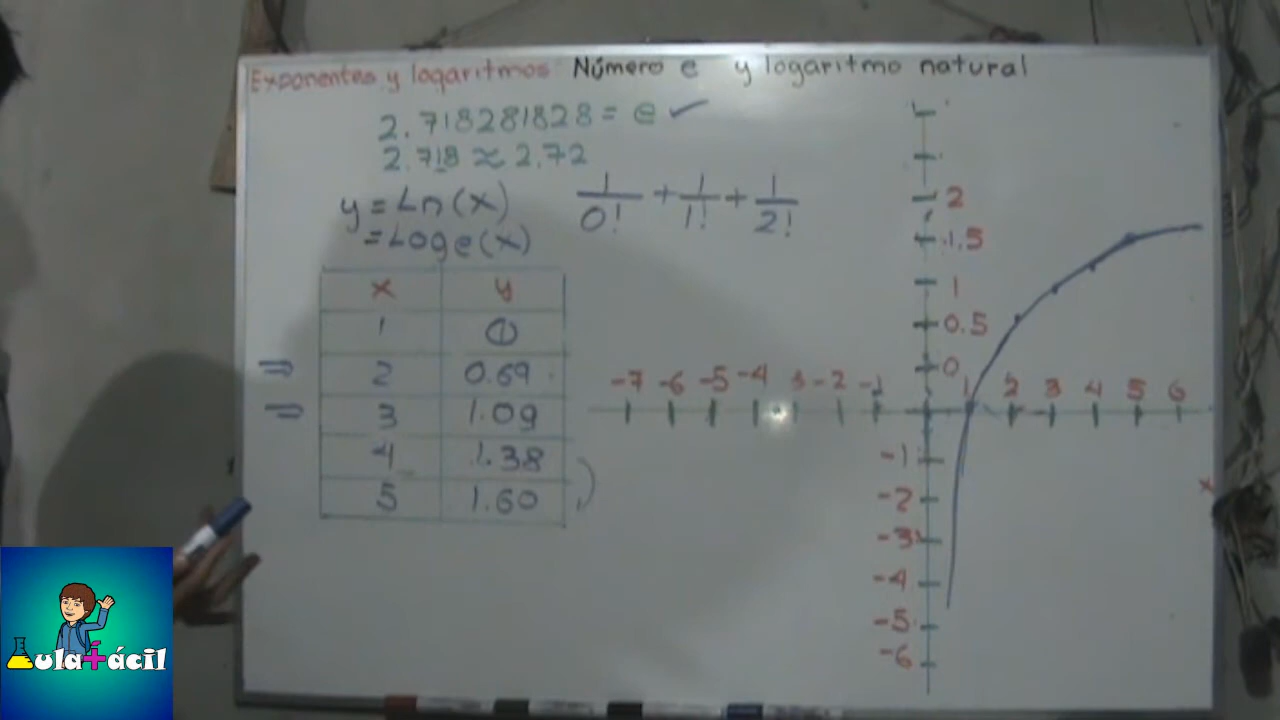 Exponentes y logaritmos Número e y logaritmo natural
2.718281828 = e ✓
2.718 ≈ 2.72
y = Ln(x)
= Loge(x)
1/0! + 1/1! + 1/2!
x y
1 0
⇒ 2 0.69
⇒ 3 1.09
4 1.38
5 1.60
2
1.5
1
0.5
0
-7 -6 -5 -4 3 -2 -1 1 2 3 4 5 6
-1
-2
-3
-4
-5
-6
x
Aula+ácil